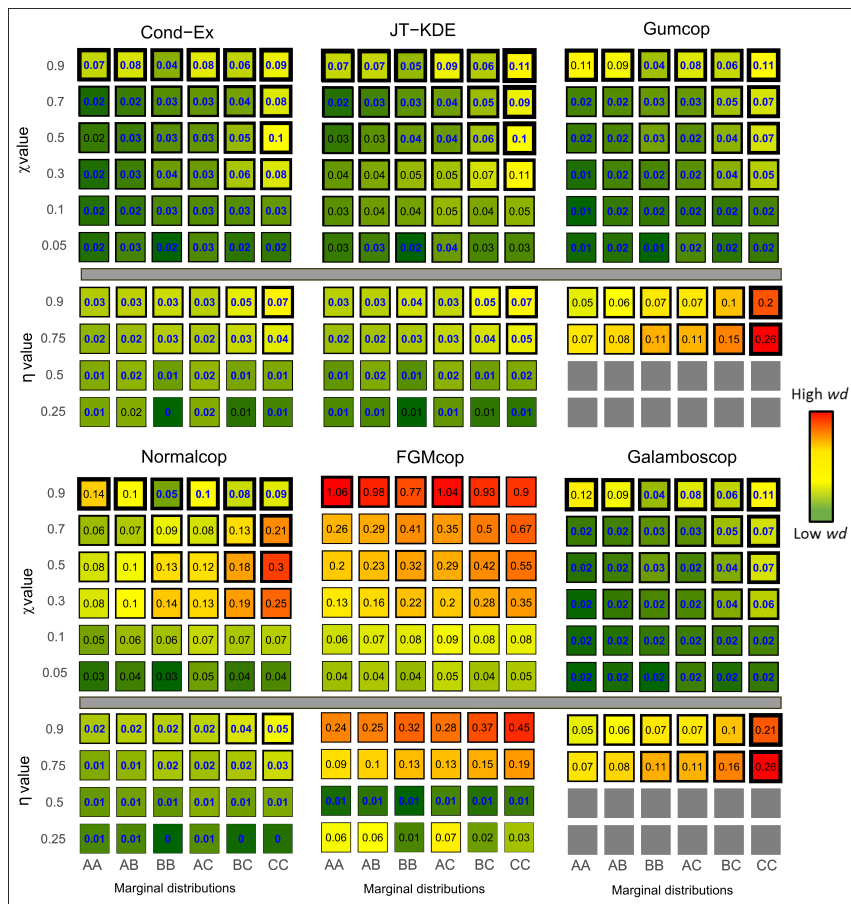 Cond−Ex JT−KDE Gumcop
0.9 0.07 0.08 0.04 0.08 0.06 0.09 0.07 0.07 0.05 0.09 0.06 0.11 0.11 0.09 0.04 0.08 0.06 0.11
0.7 0.02 0.02 0.03 0.03 0.04 0.08 0.02 0.03 0.03 0.04 0.05 0.09 0.02 0.02 0.03 0.03 0.05 0.07
χvalue
0.5 0.02 0.03 0.03 0.03 0.05 0.1 0.03 0.03 0.04 0.04 0.06 0.1 0.02 0.02 0.03 0.02 0.04 0.07
0.3 0.03 0.02 0.03 0.04 0.06 0.08 0.04 0.04 0.05 0.05 0.07 0.11 0.01 0.02 0.02 0.02 0.04 0.05
0.1 0.02 0.02 0.03 0.03 0.03 0.03 0.03 0.04 0.04 0.05 0.04 0.05 0.01 0.02 0.02 0.02 0.02 0.02
0.05 0.02 0.03 0.02 0.03 0.02 0.02 0.03 0.03 0.02 0.04 0.03 0.03 0.01 0.02 0.01 0.02 0.02 0.02
0.9 0.03 0.03 0.03 0.03 0.05 0.07 0.03 0.03 0.04 0.03 0.05 0.07 0.05 0.06 0.07 0.07 0.1 0.2
0.75 0.02 0.02 0.02 0.02 0.03 0.04 0.02 0.02 0.03 0.03 0.04 0.05 0.07 0.08 0.11 0.11 0.15 0.26
η value
0.5 0.01 0.02 0.01 0.02 0.01 0.01 0.01 0.02 0.01 0.02 0.01 0.02
0.25 0.01 0.02 0 0.02 0.01 0.01 0.01 0.01 0.01 0.01 0.01 0.01
High wd
Low wd
Normalcop FGMcop Galamboscop
0.9 0.14 0.1 0.05 0.1 0.08 0.09 1.06 0.98 0.77 1.04 0.93 0.9 0.12 0.09 0.04 0.08 0.06 0.11
0.7 0.06 0.07 0.09 0.08 0.13 0.21 0.26 0.29 0.41 0.35 0.5 0.67 0.02 0.02 0.03 0.03 0.05 0.07
χvalue
0.5 0.08 0.1 0.13 0.12 0.18 0.3 0.2 0.23 0.32 0.29 0.42 0.55 0.02 0.02 0.03 0.02 0.04 0.07
0.3 0.08 0.1 0.14 0.13 0.19 0.25 0.13 0.16 0.22 0.2 0.28 0.35 0.02 0.02 0.02 0.02 0.04 0.06
0.1 0.05 0.06 0.06 0.07 0.07 0.07 0.06 0.07 0.08 0.09 0.08 0.08 0.02 0.02 0.02 0.02 0.02 0.02
0.05 0.03 0.04 0.03 0.05 0.04 0.04 0.04 0.04 0.04 0.05 0.04 0.05 0.02 0.02 0.02 0.02 0.02 0.02
0.9 0.02 0.02 0.02 0.02 0.04 0.05 0.24 0.25 0.32 0.28 0.37 0.45 0.05 0.06 0.07 0.07 0.1 0.21
0.75 0.01 0.01 0.02 0.02 0.02 0.03 0.09 0.1 0.13 0.13 0.15 0.19 0.07 0.08 0.11 0.11 0.16 0.26
η value
0.5 0.01 0.01 0.01 0.01 0.01 0.01 0.01 0.01 0.01 0.01 0.01 0.01
0.25 0.01 0.01 0 0.01 0 0 0.06 0.06 0.01 0.07 0.02 0.03
AA AB BB AC BC CC AA AB BB AC BC CC AA AB BB AC BC CC
Marginal distributions Marginal distributions Marginal distributions